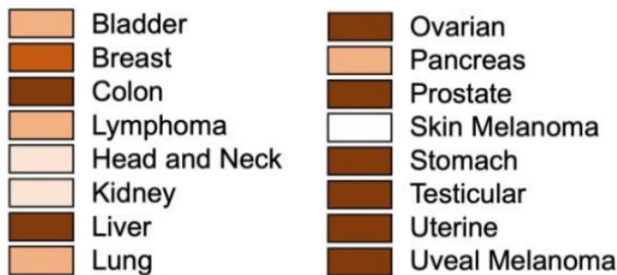 Bladder
Breast
Colon
Lymphoma
Head and Neck
Kidney
Liver
Lung
Ovarian
Pancreas
Prostate
Skin Melanoma
Stomach
Testicular
Uterine
Uveal Melanoma